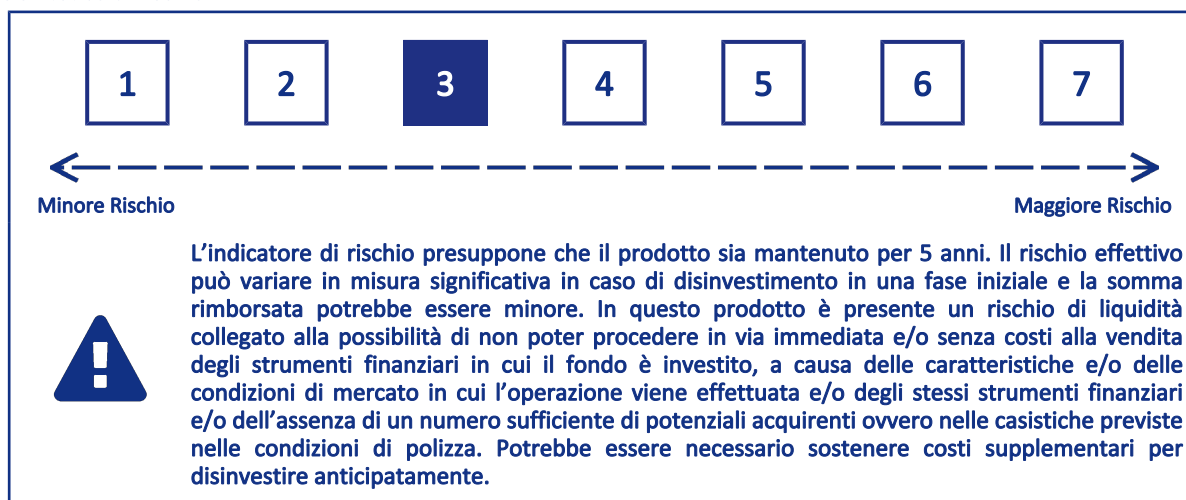 1 2 3 4 5 6 7
Minore Rischio Maggiore Rischio
L'indicatore di rischio presuppone che il prodotto sia mantenuto per 5 anni. Il rischio effettivo
può variare in misura significativa in caso di disinvestimento in una fase iniziale e la somma
rimborsata potrebbe essere minore. In questo prodotto è presente un rischio di liquidità
collegato alla possibilità di non poter procedere in via immediata e/o senza costi alla vendita
degli strumenti finanziari in cui il fondo è investito, a causa delle caratteristiche e/o delle
condizioni di mercato in cui l'operazione viene effettuata e/o degli stessi strumenti finanziari
e/o dell'assenza di un numero sufficiente di potenziali acquirenti ovvero nelle casistiche previste
nelle condizioni di polizza. Potrebbe essere necessario sostenere costi supplementari per
disinvestire anticipatamente.